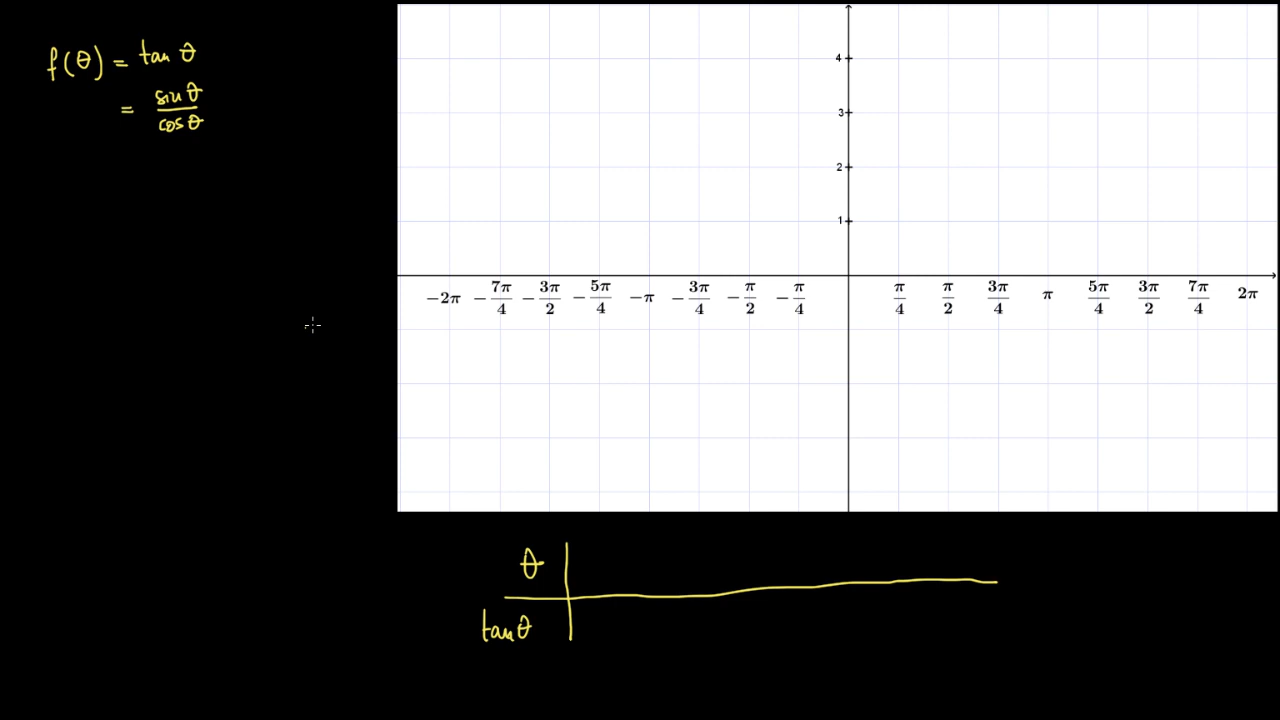 f(θ) = tan θ
= sin θ / cos θ
4
3
2
1
−2π −7π/4 −3π/2 −5π/4 −π −3π/4 −π/2 −π/4 π/4 π/2 3π/4 π 5π/4 3π/2 7π/4 2π
θ
tan θ